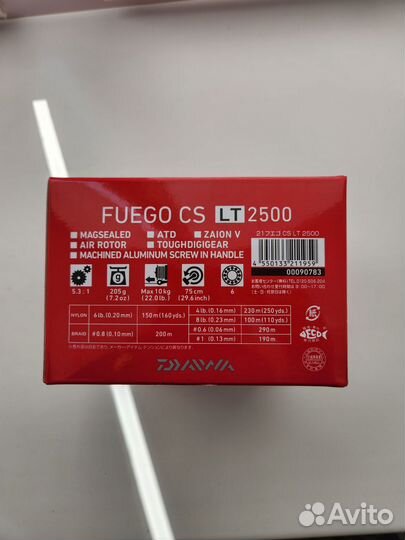 FUEGO CS LT 2500
MAGSEALED ATD ZAION V
AIR ROTOR TOUGHDIGIGEAR
MACHINED ALUMINUM SCREW IN HANDLE
21フエゴ CS LT 2500
4 550133 211959
00090783
5.3 : 1
205g
(7.2oz)
Max 10kg
(22.0lb.)
75cm
(29.6inch)
6
NYLON 6lb.(0.20mm) 150m(160yds.) 4lb.(0.16mm) 230m(250yds.)
8lb.(0.23mm) 100m(110yds.)
BRAID #0.8(0.10mm) 200m #0.6(0.06mm) 290m
#1 (0.13mm) 190m
DAIWA
紙
Avito